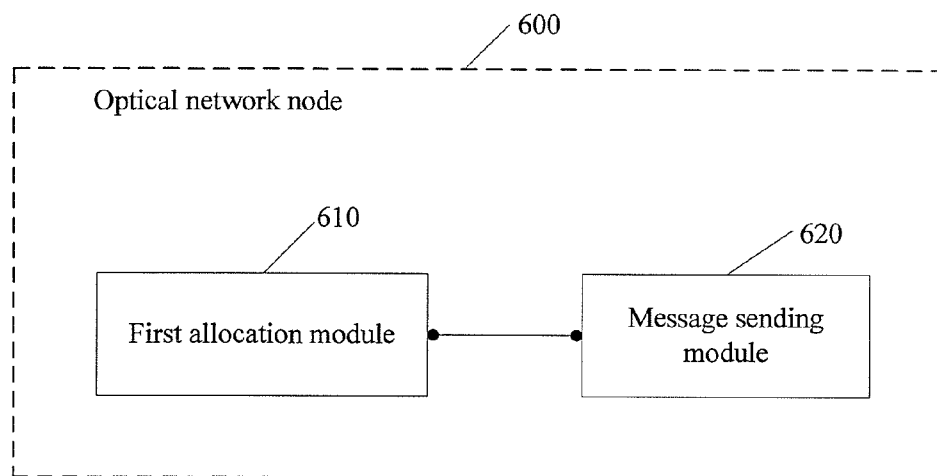 600
Optical network node
610
620
First allocation module
Message sending
module